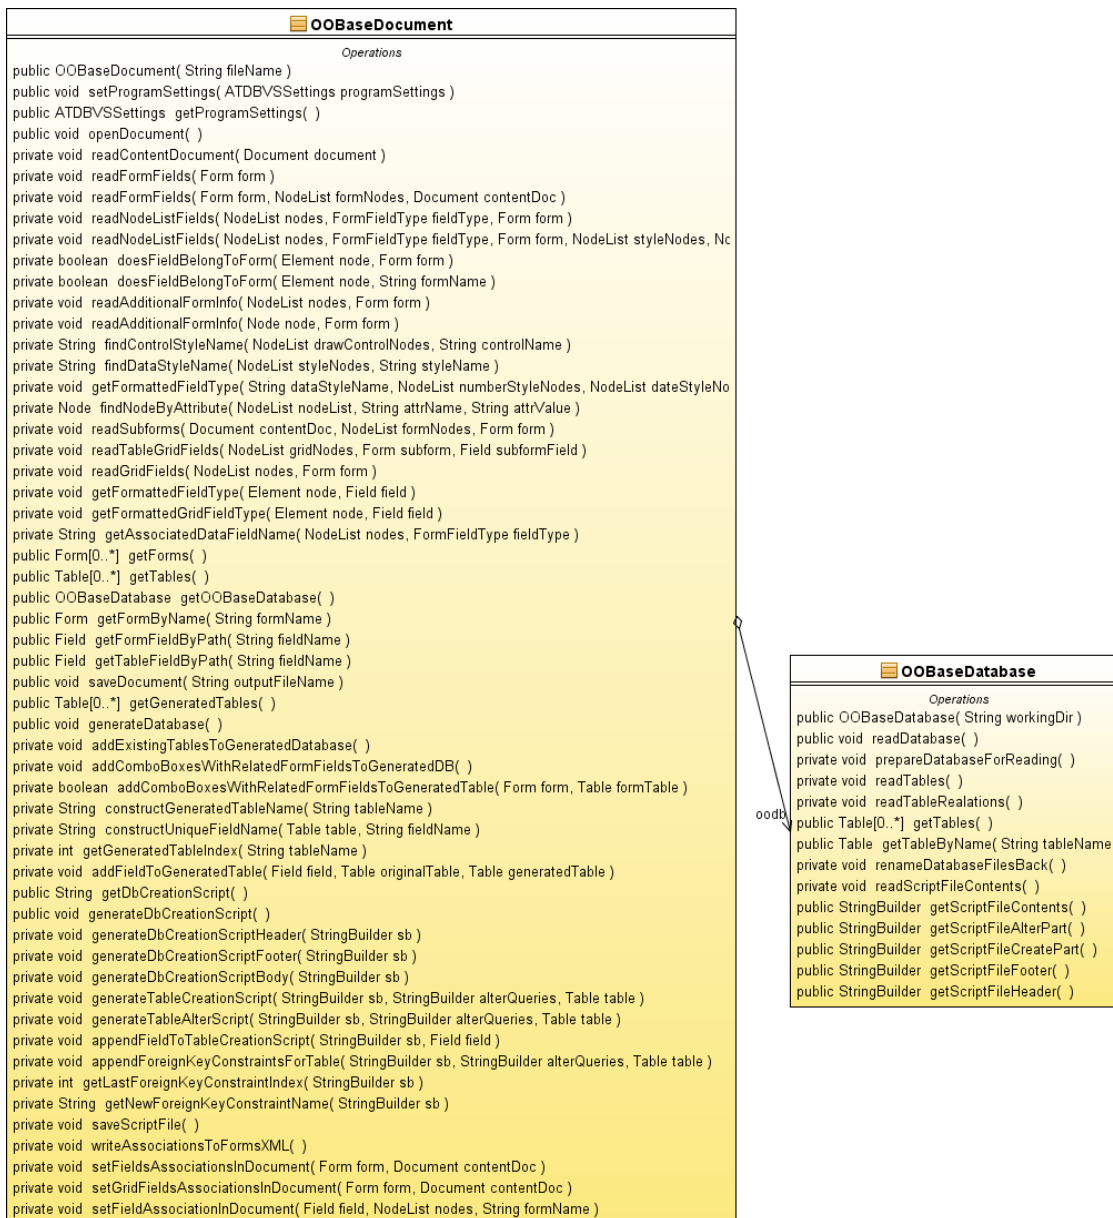 OOBaseDocument
Operations
public OOBaseDocument( String fileName )
public void setProgramSettings( ATDBVSSettings programSettings )
public ATDBVSSettings getProgramSettings( )
public void openDocument( )
private void readContentDocument( Document document )
private void readFormFields( Form form )
private void readFormFields( Form form, NodeList formNodes, Document contentDoc )
private void readNodeListFields( NodeList nodes, FormFieldType fieldType, Form form )
private void readNodeListFields( NodeList nodes, FormFieldType fieldType, Form form, NodeList styleNodes, No
private boolean doesFieldBelongToForm( Element node, Form form )
private boolean doesFieldBelongToForm( Element node, String formName )
private void readAdditionalFormInfo( NodeList nodes, Form form )
private void readAdditionalFormInfo( Node node, Form form )
private String findControlStyleName( NodeList drawControlNodes, String controlName )
private String findDataStyleName( NodeList styleNodes, String styleName )
private void getFormattedFieldType( String dataStyleName, NodeList numberStyleNodes, NodeList dateStyleNo
private Node findNodeByAttribute( NodeList nodeList, String attrName, String attrValue )
private void readSubforms( Document contentDoc, NodeList formNodes, Form form )
private void readTableGridFields( NodeList gridNodes, Form subform, Field subformField )
private void readGridFields( NodeList nodes, Form form )
private void getFormattedFieldType( Element node, Field field )
private void getFormattedGridFieldType( Element node, Field field )
private String getAssociatedDataFieldName( NodeList nodes, FormFieldType fieldType )
public Form[0..*] getForms( )
public Table[0..*] getTables( )
public OOBaseDatabase getOOBaseDatabase( )
public Form getFormByName( String formName )
public Field getFormFieldByPath( String fieldName )
public Field getTableFieldByPath( String fieldName )
public void saveDocument( String outputFileName )
public Table[0..*] getGeneratedTables( )
public void generateDatabase( )
private void addExistingTablesToGeneratedDatabase( )
private void addComboBoxesWithRelatedFormFieldsToGeneratedDB( )
private boolean addComboBoxesWithRelatedFormFieldsToGeneratedTable( Form form, Table formTable )
private String constructGeneratedTableName( String tableName )
private String constructUniqueFieldName( Table table, String fieldName )
private int getGeneratedTableIndex( String tableName )
private void addFieldToGeneratedTable( Field field, Table originalTable, Table generatedTable )
public String getDbCreationScript( )
public void generateDbCreationScript( )
private void generateDbCreationScriptHeader( StringBuilder sb )
private void generateDbCreationScriptFooter( StringBuilder sb )
private void generateDbCreationScriptBody( StringBuilder sb )
private void generateTableCreationScript( StringBuilder sb, StringBuilder alterQueries, Table table )
private void generateTableAlterScript( StringBuilder sb, StringBuilder alterQueries, Table table )
private void appendFieldToTableCreationScript( StringBuilder sb, Field field )
private void appendForeignKeyConstraintsForTable( StringBuilder sb, StringBuilder alterQueries, Table table )
private int getLastForeignKeyConstraintIndex( StringBuilder sb )
private String getNewForeignKeyConstraintName( StringBuilder sb )
private void saveScriptFile( )
private void writeAssociationsToFormsXML( )
private void setFieldsAssociationsInDocument( Form form, Document contentDoc )
private void setGridFieldsAssociationsInDocument( Form form, Document contentDoc )
private void setFieldAssociationInDocument( Field field, NodeList nodes, String formName )
oodb
OOBaseDatabase
Operations
public OOBaseDatabase( String workingDir )
public void readDatabase( )
private void prepareDatabaseForReading( )
private void readTables( )
private void readTableRealations( )
public Table[0..*] getTables( )
public Table getTableByName( String tableName
private void renameDatabaseFilesBack( )
private void readScriptFileContents( )
public StringBuilder getScriptFileContents( )
public StringBuilder getScriptFileAlterPart( )
public StringBuilder getScriptFileCreatePart( )
public StringBuilder getScriptFileFooter( )
public StringBuilder getScriptFileHeader( )